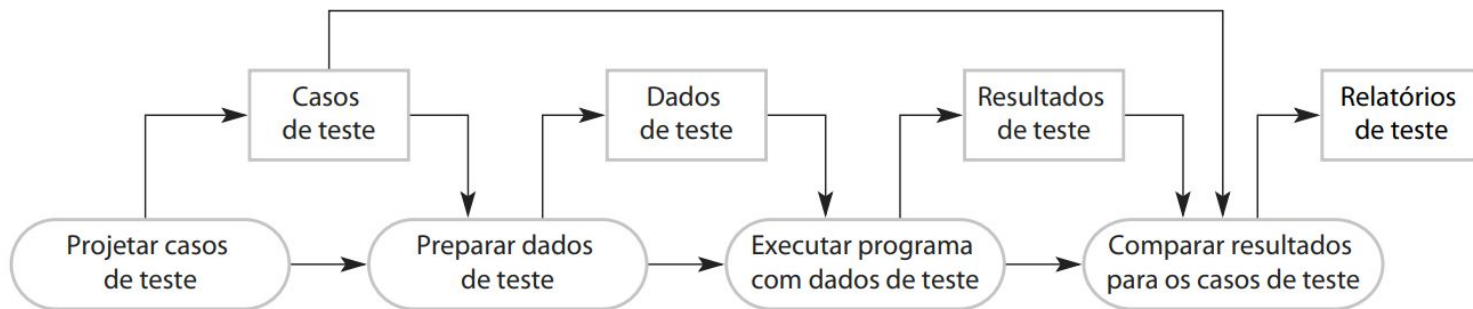 Casos
de teste
Dados
de teste
Resultados
de teste
Relatórios
de teste
Projetar casos
de teste
Preparar dados
de teste
Executar programa
com dados de teste
Comparar resultados
para os casos de teste